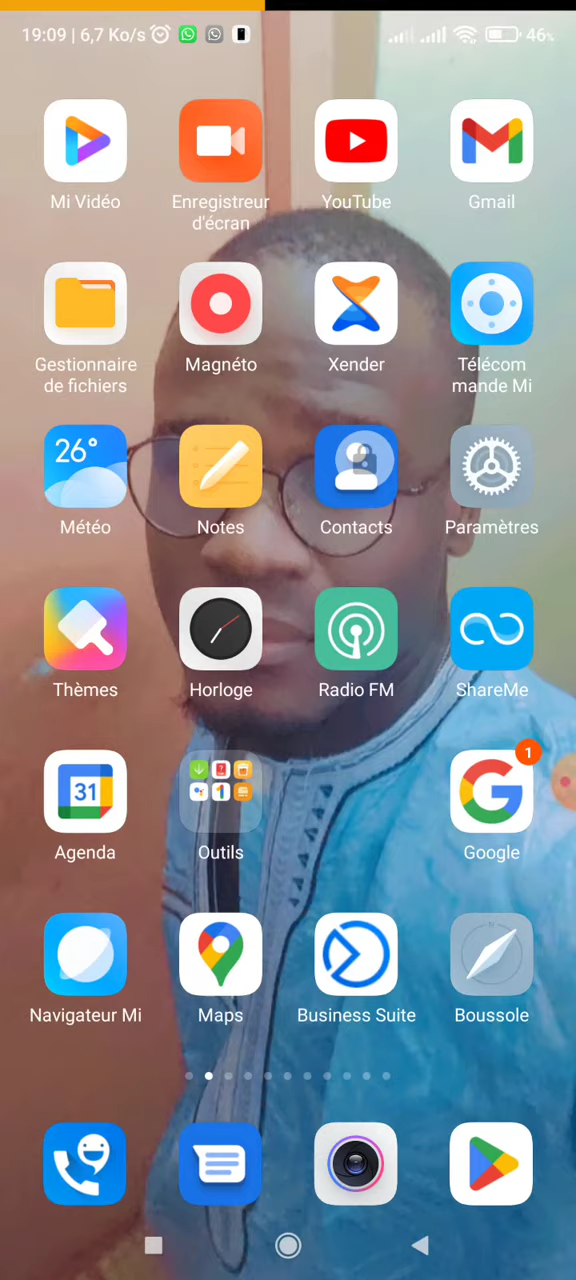 19:09 | 6,7 Ko/s
46%
Mi Vidéo
Enregistreur
d'écran
YouTube
Gmail
Gestionnaire
de fichiers
Magnéto
Xender
Télécom
mande Mi
26°
Météo
Notes
Contacts
Paramètres
Thèmes
Horloge
Radio FM
ShareMe
31
1
Agenda
Outils
Google
N
Navigateur Mi
Maps
Business Suite
Boussole